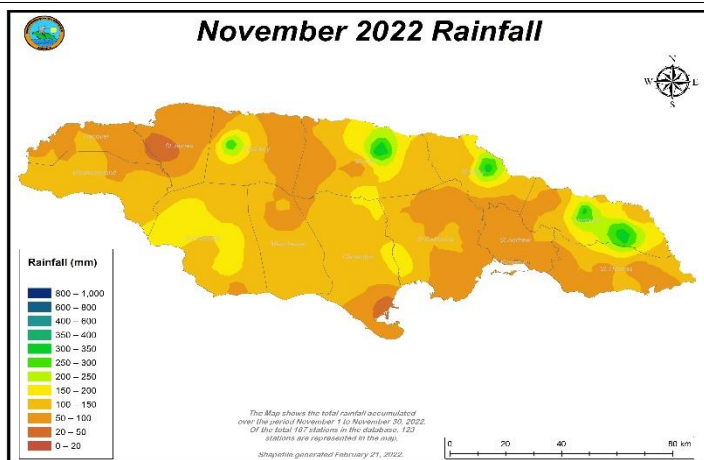 November 2022 Rainfall
N
W
E
S
St. James
Rainfall (mm)
800 – 1,000
600 – 800
400 – 600
350 – 400
300 – 350
250 – 300
200 – 250
150 – 200
100 – 150
50 – 100
20 – 50
0 – 20
The Map shows the total rainfall accumulated
over the period November 1 to November 30, 2022.
Of the total 187 stations in the database, 123
stations are represented in the map.
Shapefile generated February 21, 2022.
0
20
40
80 km